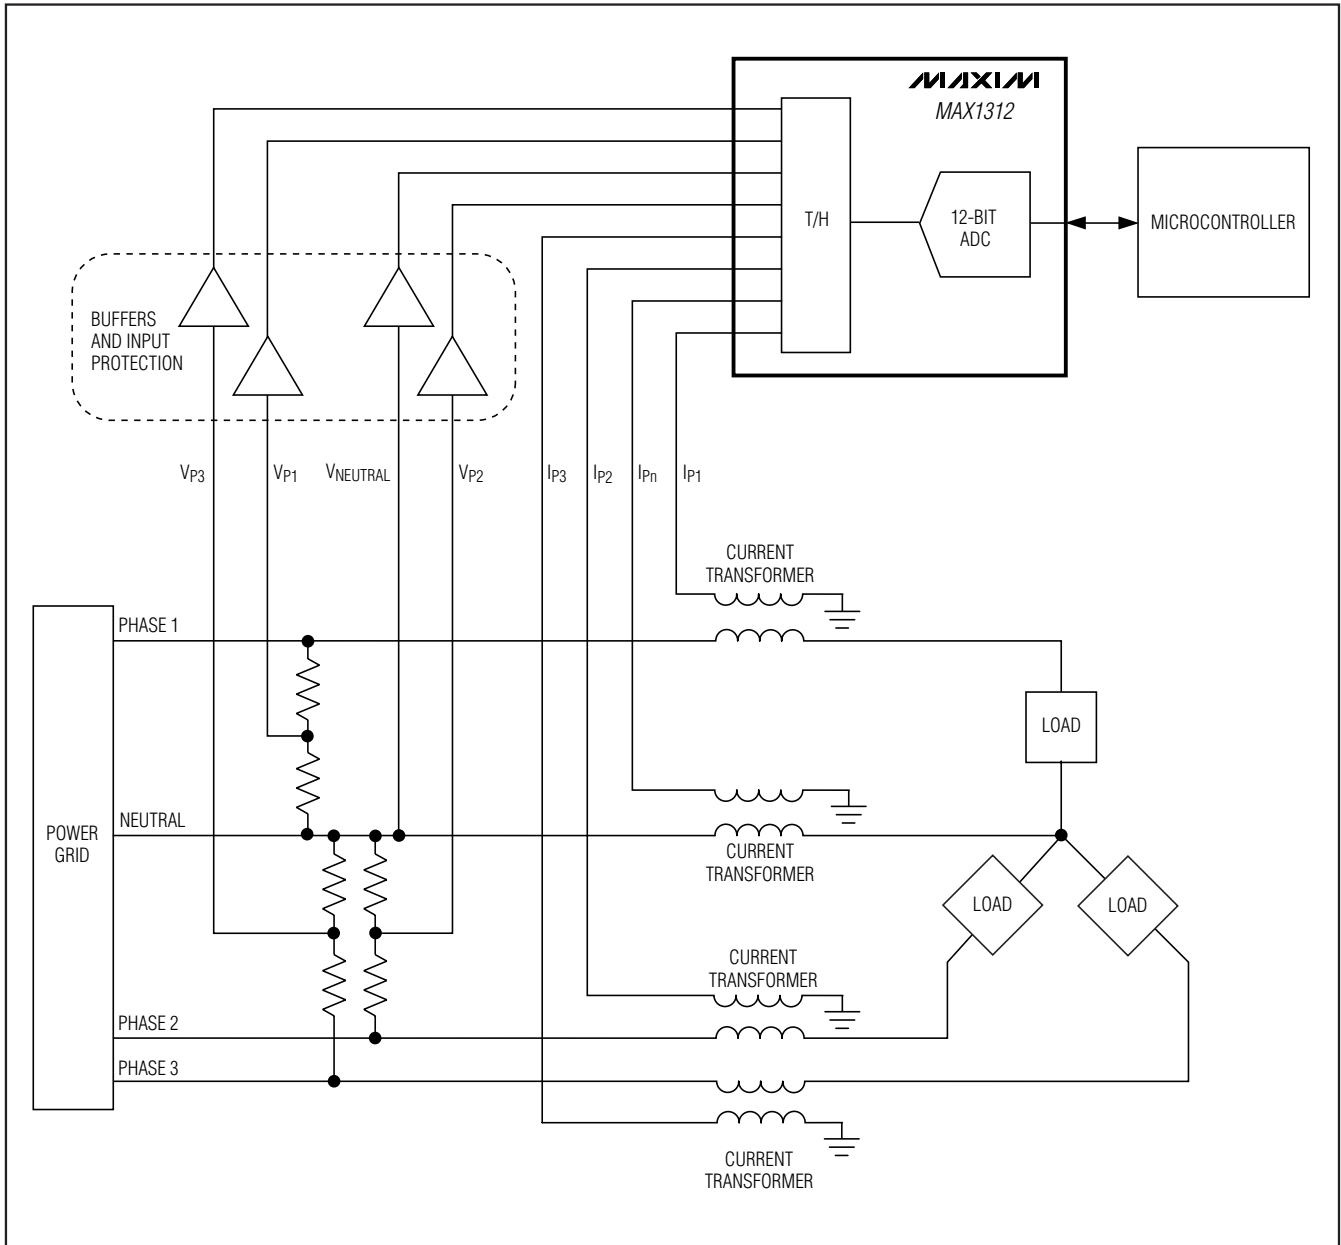 MAXIM
MAX1312
T/H
12-BIT
ADC
MICROCONTROLLER
BUFFERS
AND INPUT
PROTECTION
VP3
VP1
VNEUTRAL
VP2
IP3
IP2
IPn
IP1
CURRENT
TRANSFORMER
PHASE 1
LOAD
NEUTRAL
POWER
GRID
CURRENT
TRANSFORMER
LOAD
LOAD
CURRENT
TRANSFORMER
PHASE 2
PHASE 3
CURRENT
TRANSFORMER